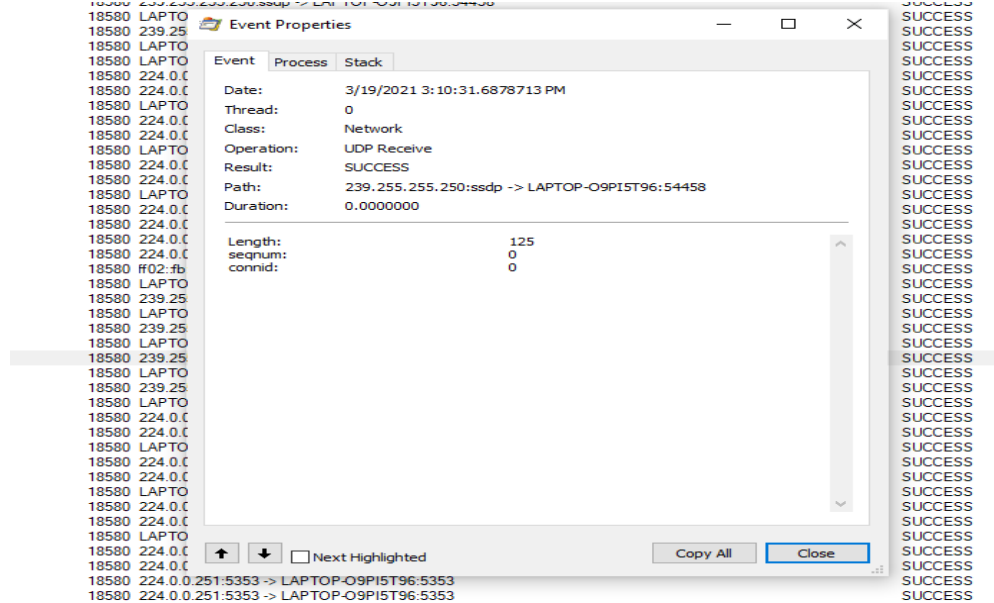 18580 239.255.255.250:ssdp -> LAPTOP-O9PI5T96:54458 SUCCESS
18580 LAPTO SUCCESS
18580 239.25 SUCCESS
18580 LAPTO SUCCESS
18580 LAPTO SUCCESS
18580 224.0.0 SUCCESS
18580 224.0.0 SUCCESS
18580 LAPTO SUCCESS
18580 224.0.0 SUCCESS
18580 224.0.0 SUCCESS
18580 LAPTO SUCCESS
18580 224.0.0 SUCCESS
18580 224.0.0 SUCCESS
18580 LAPTO SUCCESS
18580 224.0.0 SUCCESS
18580 224.0.0 SUCCESS
18580 224.0.0 SUCCESS
18580 224.0.0 SUCCESS
18580 ff02::fb SUCCESS
18580 LAPTO SUCCESS
18580 239.25 SUCCESS
18580 LAPTO SUCCESS
18580 239.25 SUCCESS
18580 LAPTO SUCCESS
18580 239.25 SUCCESS
18580 LAPTO SUCCESS
18580 239.25 SUCCESS
18580 LAPTO SUCCESS
18580 224.0.0 SUCCESS
18580 224.0.0 SUCCESS
18580 LAPTO SUCCESS
18580 224.0.0 SUCCESS
18580 224.0.0 SUCCESS
18580 LAPTO SUCCESS
18580 224.0.0 SUCCESS
18580 224.0.0 SUCCESS
18580 LAPTO SUCCESS
18580 224.0.0 SUCCESS
18580 224.0.0 SUCCESS
18580 224.0.0.251:5353 -> LAPTOP-O9PI5T96:5353 SUCCESS
18580 224.0.0.251:5353 -> LAPTOP-O9PI5T96:5353 SUCCESS
Event Properties
Event Process Stack
Date: 3/19/2021 3:10:31.6878713 PM
Thread: 0
Class: Network
Operation: UDP Receive
Result: SUCCESS
Path: 239.255.255.250:ssdp -> LAPTOP-O9PI5T96:54458
Duration: 0.0000000
Length: 125
seqnum: 0
connid: 0
Next Highlighted Copy All Close